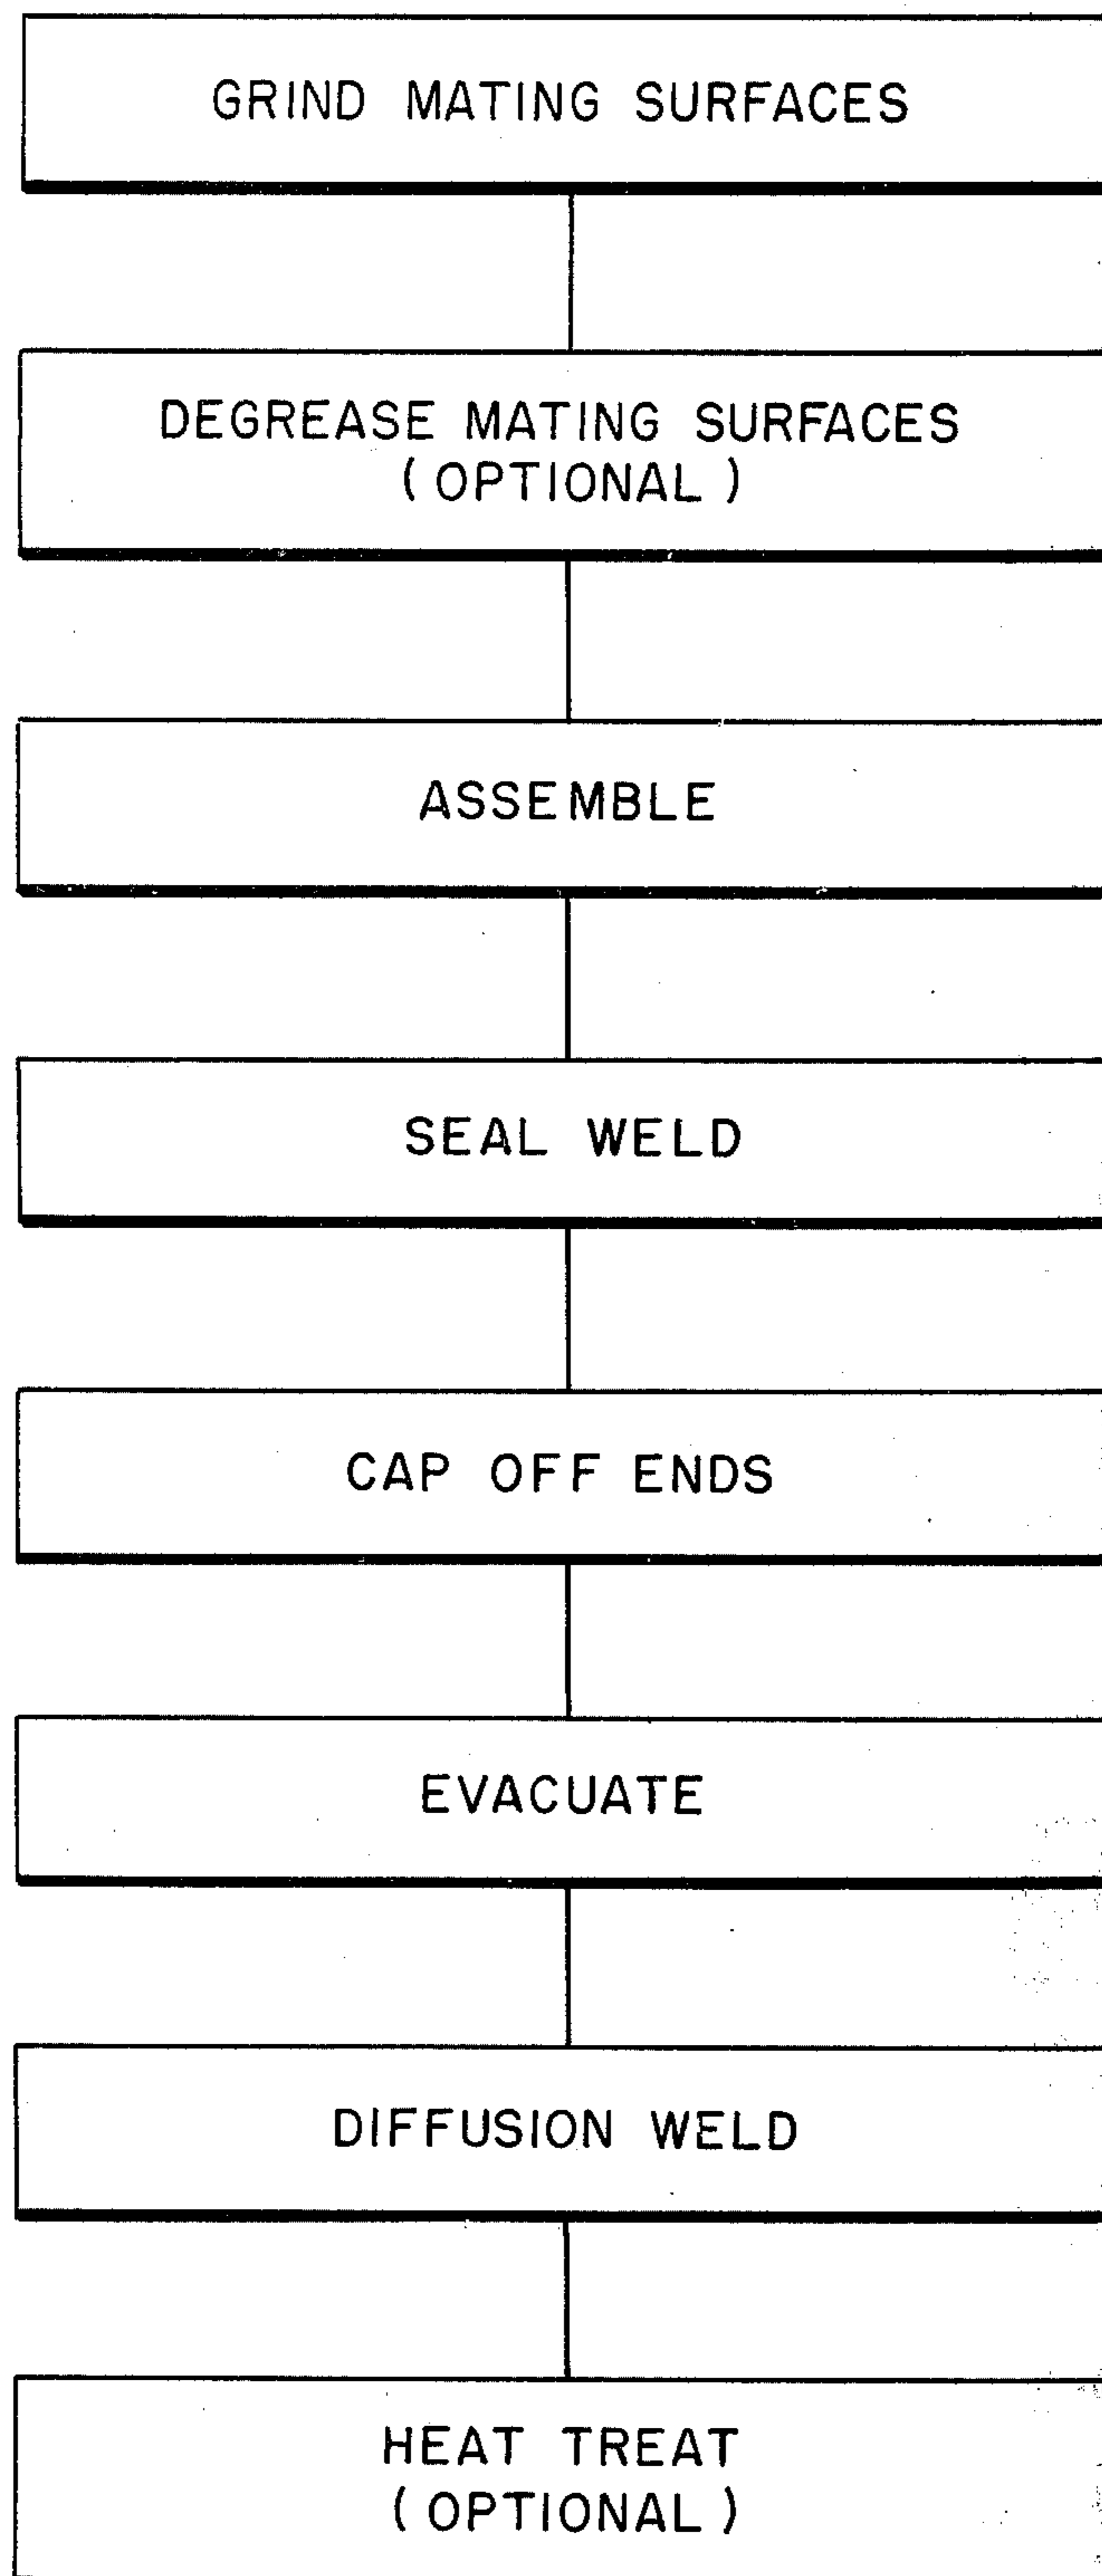 GRIND MATING SURFACES
DEGREASE MATING SURFACES
(OPTIONAL)
ASSEMBLE
SEAL WELD
CAP OFF ENDS
EVACUATE
DIFFUSION WELD
HEAT TREAT
(OPTIONAL)